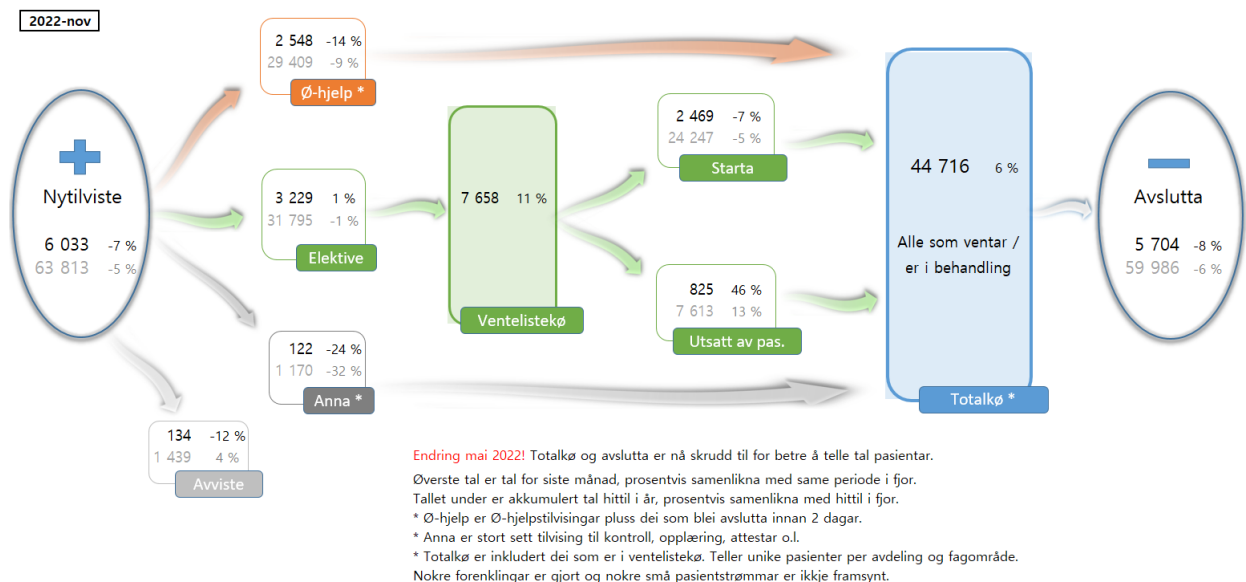 2022-nov
Nytilviste
6 033 -7 %
63 813 -5 %
2 548 -14 %
29 409 -9 %
Ø-hjelp *
3 229 1 %
31 795 -1 %
Elektive
122 -24 %
1 170 -32 %
Anna *
134 -12 %
1 439 4 %
Avviste
7 658 11 %
Ventelistekø
2 469 -7 %
24 247 -5 %
Starta
825 46 %
7 613 13 %
Utsatt av pas.
44 716 6 %
Alle som ventar /
er i behandling
Totalkø *
Avslutta
5 704 -8 %
59 986 -6 %
Endring mai 2022! Totalkø og avslutta er nå skrudd til for betre å telle tal pasientar.
Øverste tal er tal for siste månad, prosentvis samenlikna med same periode i fjor.
Tallet under er akkumulert tal hittil i år, prosentvis samenlikna med hittil i fjor.
* Ø-hjelp er Ø-hjelpstilvisingar pluss dei som blei avslutta innan 2 dagar.
* Anna er stort sett tilvising til kontroll, opplæring, attestar o.l.
* Totalkø er inkludert dei som er i ventelistekø. Teller unike pasienter per avdeling og fagområde.
Nokre forenklingar er gjort og nokre små pasientstrømmar er ikkje framsynt.